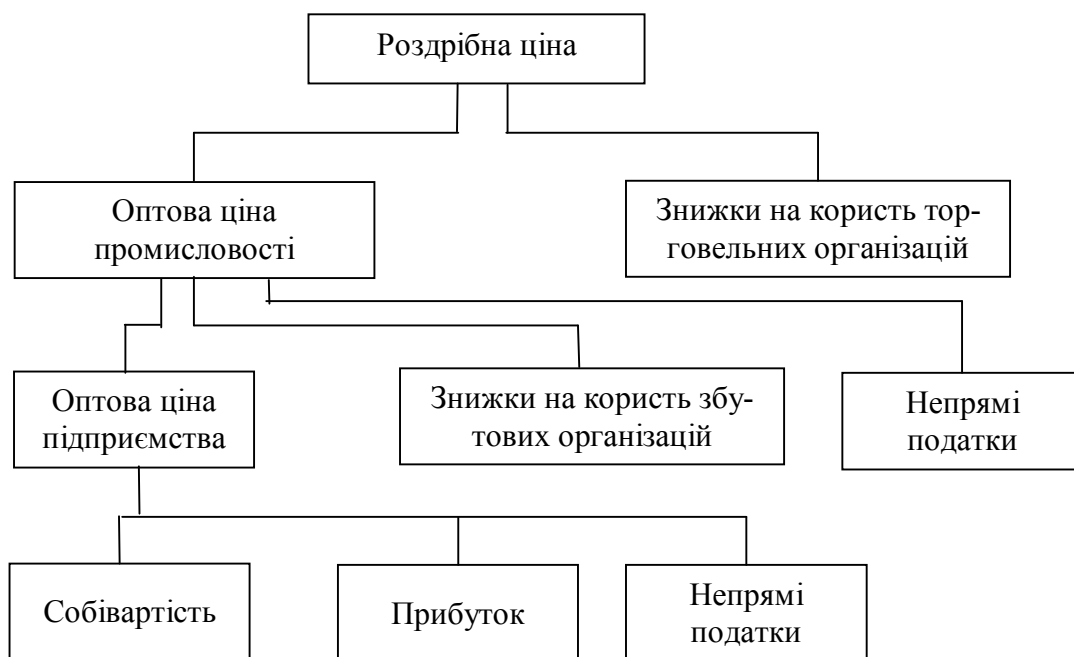 Роздрібна ціна
Оптова ціна
промисловості
Знижки на користь тор-
говельних організацій
Оптова ціна
підприємства
Знижки на користь збу-
тових організацій
Непрямі
податки
Собівартість
Прибуток
Непрямі
податки